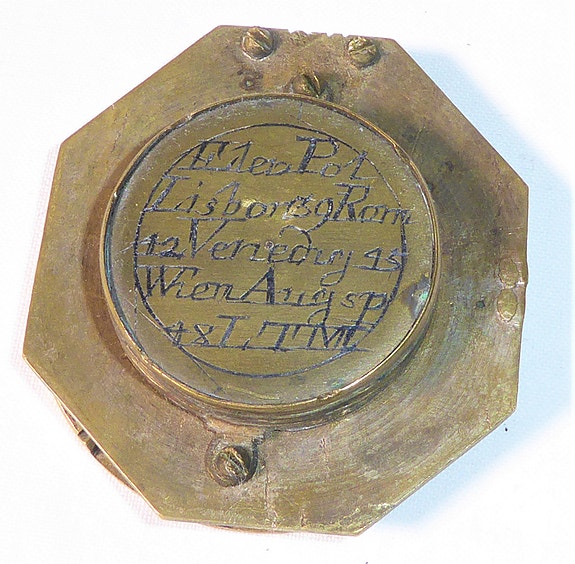 Elev Pol
Lisbon 39 Rom
42 Venedig 45
Wien Augsp
48 L. T. M.